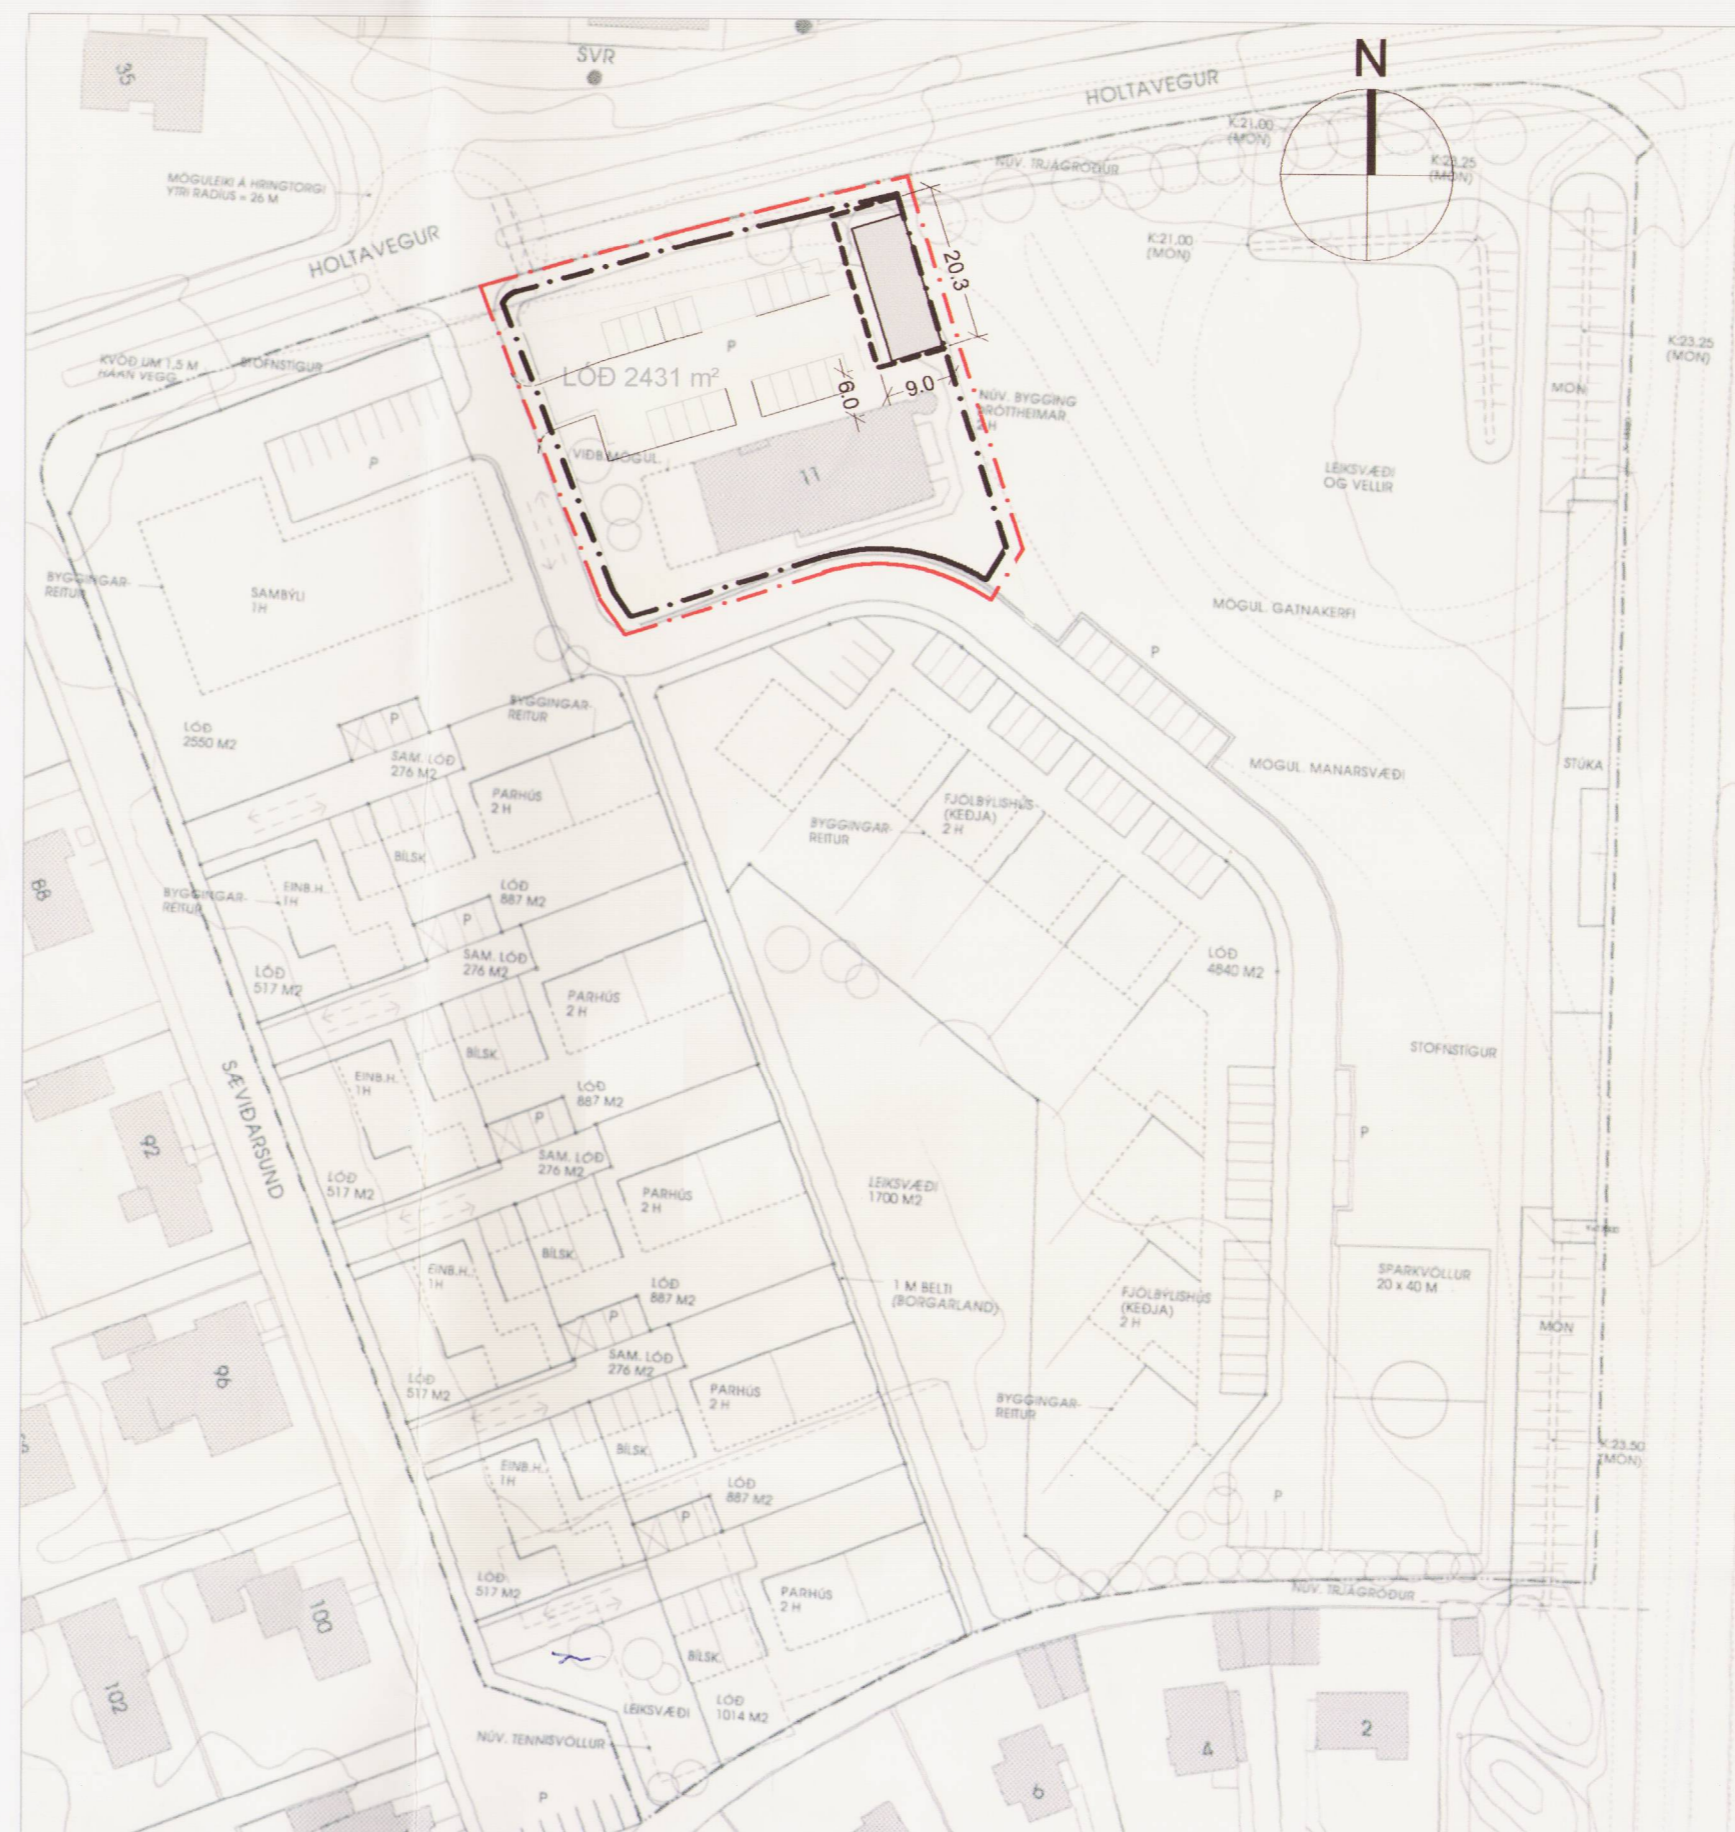 35
SVR
N
HOLTAVEGUR
K:21.00
(MÖN)
K:23.25
(MÖN)
NÚV. TRJÁGRÓÐUR
MÖGULEIKI Á HRINGTORGI
YTRI RADÍUS = 26 M
HOLTAVEGUR
K:21.00
(MÖN)
20.3
K:23.25
(MÖN)
KVÖÐ UM 1,5 M
HÁAN VEGG
STOFNSTÍGUR
P
LÓÐ 2431 m²
6.0
9.0
NÚV. BYGGING
ÞRÓTTHEIMAR
2 H
MÖN
P
VIÐB.MÖGUL.
11
LEIKSVÆÐI
OG VELLIR
BYGGINGAR-
REITUR
SAMBÝLI
1H
MÖGUL. GATNAKERFI
P
BYGGINGAR-
REITUR
LÓÐ
2550 M2
P
SAM. LÓÐ
276 M2
MÖGUL. MANARSVÆÐI
STÚKA
PARHÚS
2 H
FJÖLBÝLISHÚS
(KEÐJA)
2 H
BYGGINGAR-
REITUR
BÍLSK.
88
BYGGINGAR-
REITUR
EINB.H.
1H
LÓÐ
887 M2
P
SAM. LÓÐ
276 M2
LÓÐ
517 M2
LÓÐ
4840 M2
PARHÚS
2 H
BÍLSK.
STOFNSTÍGUR
SÆVIÐARSUND
EINB.H.
1H
LÓÐ
887 M2
P
92
P
SAM. LÓÐ
276 M2
LÓÐ
517 M2
PARHÚS
2 H
LEIKSVÆÐI
1700 M2
BÍLSK.
EINB.H.
1H
LÓÐ
887 M2
1 M BELTI
(BORGARLAND)
FJÖLBÝLISHÚS
(KEÐJA)
2 H
SPARKVÖLLUR
20 x 40 M
P
MÖN
SAM. LÓÐ
276 M2
96
LÓÐ
517 M2
PARHÚS
2 H
BYGGINGAR-
REITUR
BÍLSK.
K:23.50
(MÖN)
EINB.H.
1H
LÓÐ
887 M2
P
P
LÓÐ
517 M2
PARHÚS
2 H
NÚV. TRJÁGRÓÐUR
100
BÍLSK.
102
LEIKSVÆÐI
LÓÐ
1014 M2
NÚV. TENNISVÖLLUR
2
4
6
P